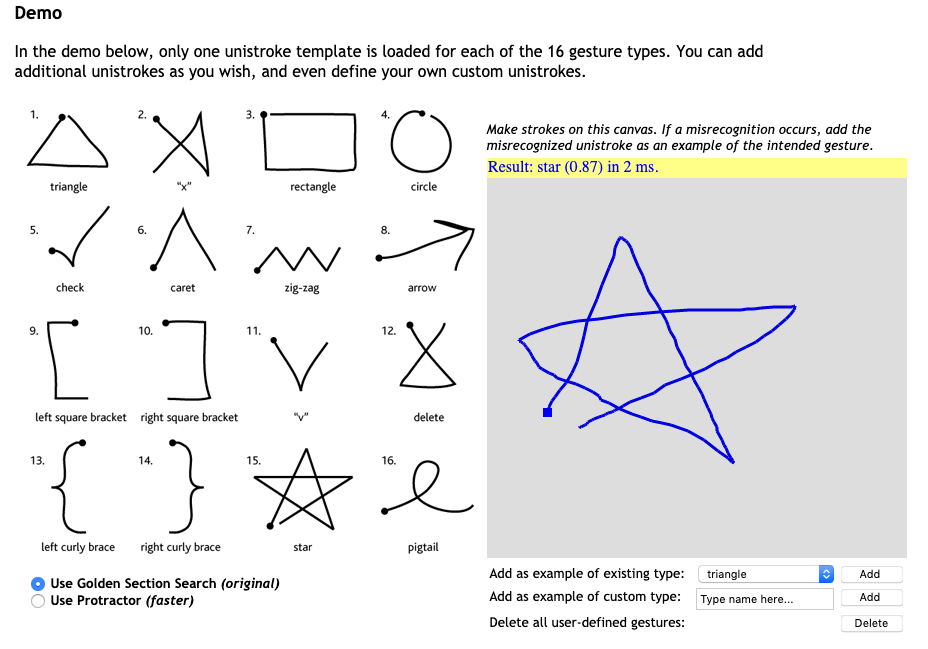 Demo
In the demo below, only one unistroke template is loaded for each of the 16 gesture types. You can add
additional unistrokes as you wish, and even define your own custom unistrokes.
1.
2.
3.
4.
triangle
"x"
rectangle
circle
5.
6.
7.
8.
check
caret
zig-zag
arrow
9.
10.
11.
12.
left square bracket
right square bracket
"v"
delete
13.
14.
15.
16.
left curly brace
right curly brace
star
pigtail
Use Golden Section Search (original)
Use Protractor (faster)
Make strokes on this canvas. If a misrecognition occurs, add the
misrecognized unistroke as an example of the intended gesture.
Result: star (0.87) in 2 ms.
Add as example of existing type: triangle Add
Add as example of custom type: Type name here... Add
Delete all user-defined gestures: Delete